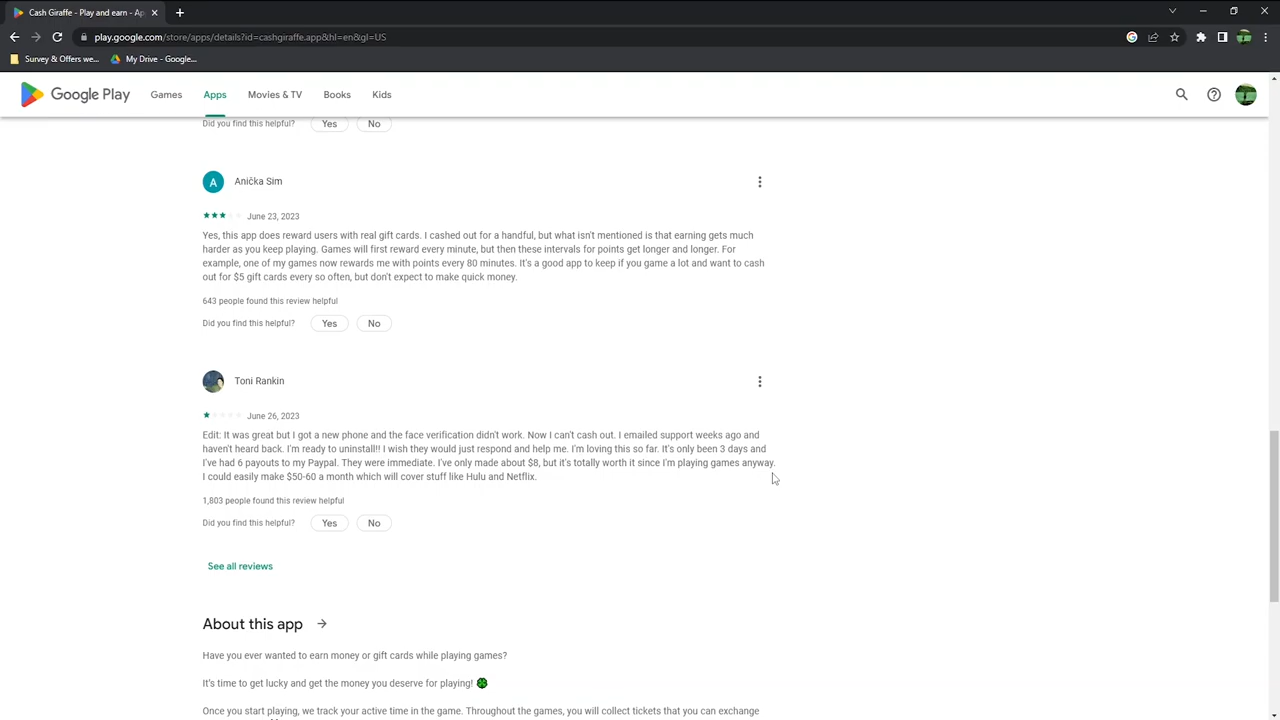 Cash Giraffe - Play and earn - Ap
play.google.com/store/apps/details?id=cashgiraffe.app&hl=en&gl=US
Survey & Offers we...
My Drive - Google...
Google Play
Games
Apps
Movies & TV
Books
Kids
Did you find this helpful?
Yes
No
A
Anička Sim
June 23, 2023
Yes, this app does reward users with real gift cards. I cashed out for a handful, but what isn't mentioned is that earning gets much
harder as you keep playing. Games will first reward every minute, but then these intervals for points get longer and longer. For
example, one of my games now rewards me with points every 80 minutes. It's a good app to keep if you game a lot and want to cash
out for $5 gift cards every so often, but don't expect to make quick money.
643 people found this review helpful
Did you find this helpful?
Yes
No
Toni Rankin
June 26, 2023
Edit: It was great but I got a new phone and the face verification didn't work. Now I can't cash out. I emailed support weeks ago and
haven't heard back. I'm ready to uninstall!! I wish they would just respond and help me. I'm loving this so far. It's only been 3 days and
I've had 6 payouts to my Paypal. They were immediate. I've only made about $8, but it's totally worth it since I'm playing games anyway.
I could easily make $50-60 a month which will cover stuff like Hulu and Netflix.
1,803 people found this review helpful
Did you find this helpful?
Yes
No
See all reviews
About this app
Have you ever wanted to earn money or gift cards while playing games?
It's time to get lucky and get the money you deserve for playing!
Once you start playing, we track your active time in the game. Throughout the games, you will collect tickets that you can exchange